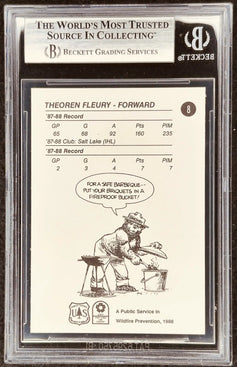 THE WORLD'S MOST TRUSTED
SOURCE IN COLLECTING™
BECKETT GRADING SERVICES
BECKETT
THEOREN FLEURY - FORWARD
8
'87-88 Record
GP G A Pts PIM
65 68 92 160 235
'87-88 Club: Salt Lake (IHL)
'87-88 Record
GP G A Pts PIM
2 3 4 7 7
FOR A SAFE BARBEQUE--
PUT YOUR BRIQUETS IN A
FIREPROOF BUCKET!
A Public Service in
Wildfire Prevention, 1988